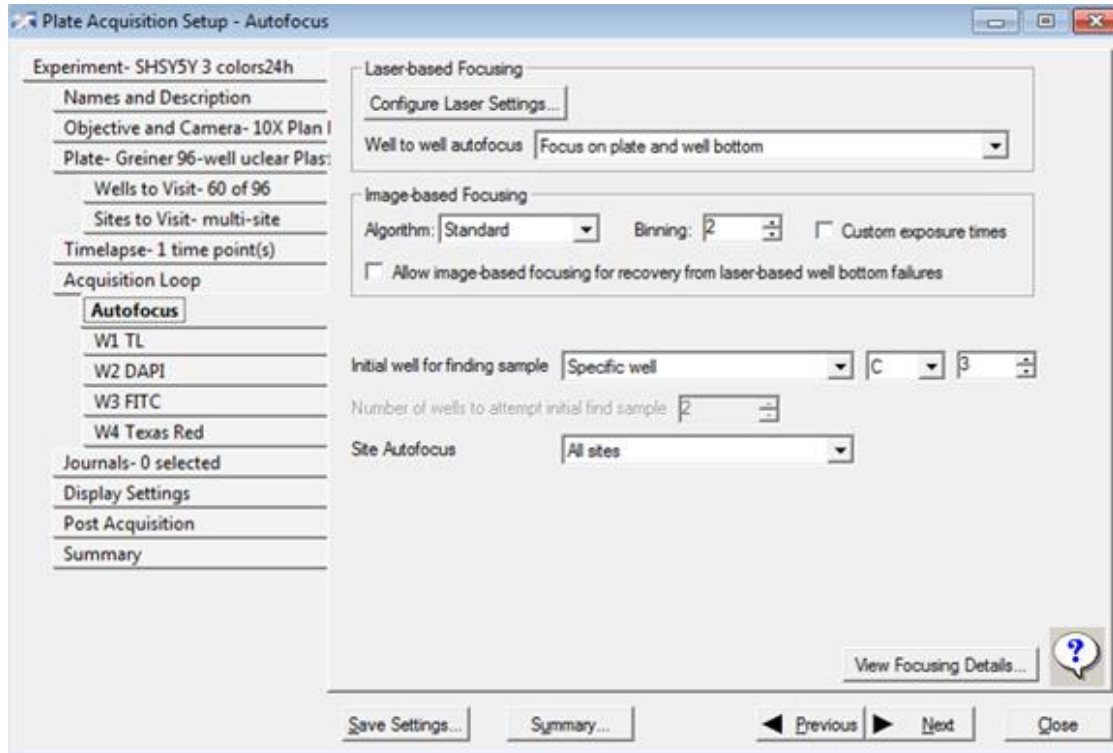 Plate Acquisition Setup - Autofocus
Experiment- SHSY5Y 3 colors24h
Names and Description
Objective and Camera- 10X Plan
Plate- Greiner 96-well uclear Plas
Wells to Visit- 60 of 96
Sites to Visit- multi-site
Timelapse- 1 time point(s)
Acquisition Loop
Autofocus
W1 TL
W2 DAPI
W3 FITC
W4 Texas Red
Journals- 0 selected
Display Settings
Post Acquisition
Summary
Laser-based Focusing
Configure Laser Settings...
Well to well autofocus Focus on plate and well bottom
Image-based Focusing
Algorithm: Standard Binning: 2 Custom exposure times
Allow image-based focusing for recovery from laser-based well bottom failures
Initial well for finding sample Specific well C 3
Number of wells to attempt initial find sample 2
Site Autofocus All sites
View Focusing Details... ?
Save Settings... Summary... Previous Next Close